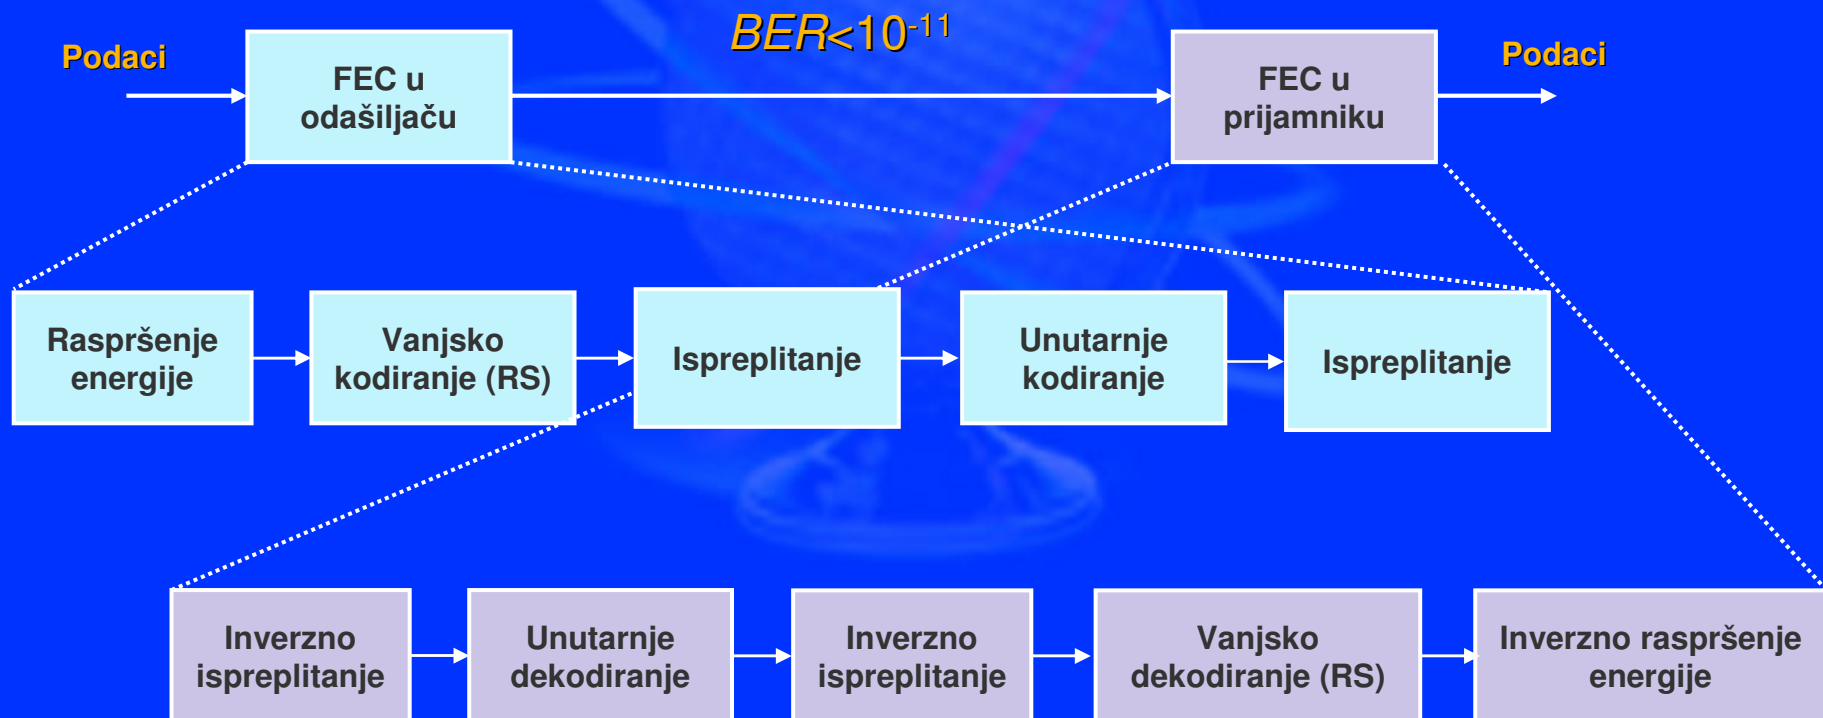 BER<10⁻¹¹
Podaci
FEC u
odašiljaču
FEC u
prijamniku
Podaci
Raspršenje
energije
Vanjsko
kodiranje (RS)
Ispreplitanje
Unutarnje
kodiranje
Ispreplitanje
Inverzno
ispreplitanje
Unutarnje
dekodiranje
Inverzno
ispreplitanje
Vanjsko
dekodiranje (RS)
Inverzno raspršenje
energije